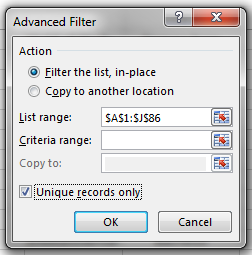 Advanced Filter
?
Action
Filter the list, in-place
Copy to another location
List range: $A$1:$J$86
Criteria range:
Copy to:
Unique records only
OK Cancel